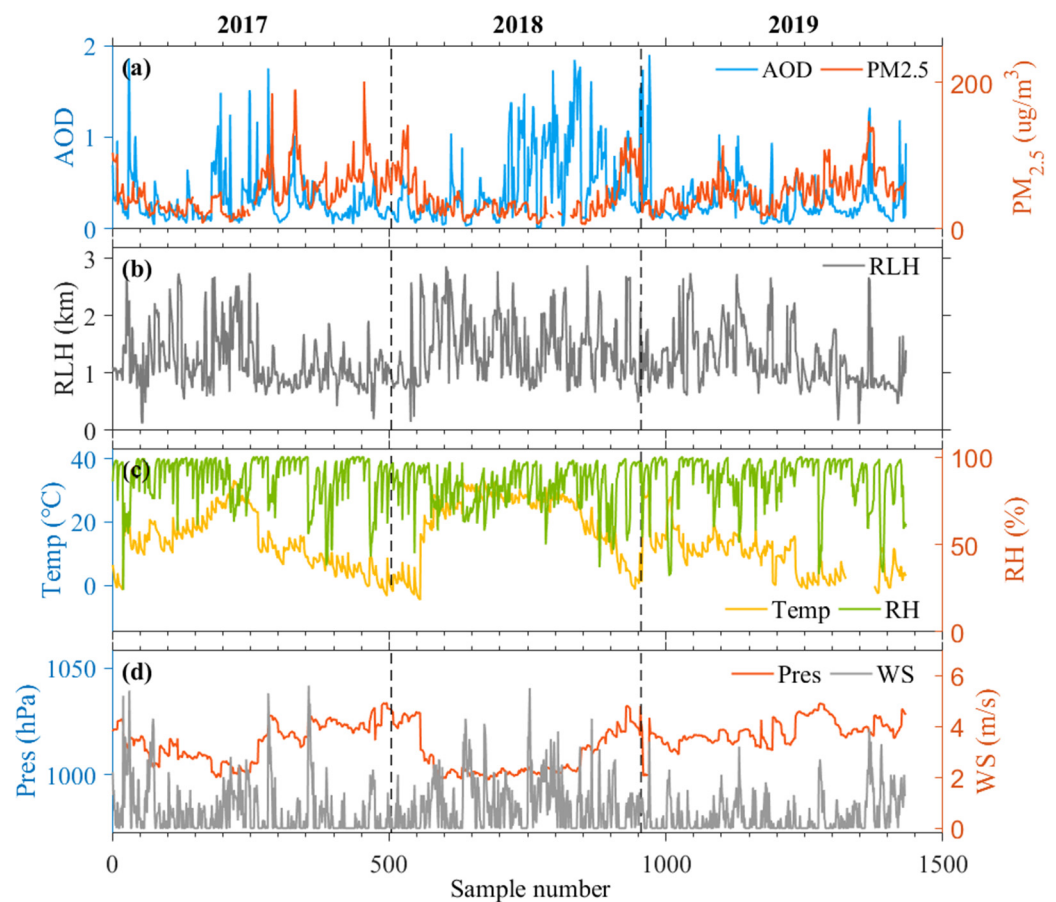 2017 2018 2019
(a)
AOD PM2.5
2
1
0
AOD
200
100
0
PM2.5 (ug/m3)
(b)
RLH
3
2
1
0
RLH (km)
(c)
40
20
0
Temp (°C)
100
50
0
RH (%)
Temp RH
(d)
Pres WS
1050
1000
Pres (hPa)
6
4
2
0
WS (m/s)
0 500 1000 1500
Sample number